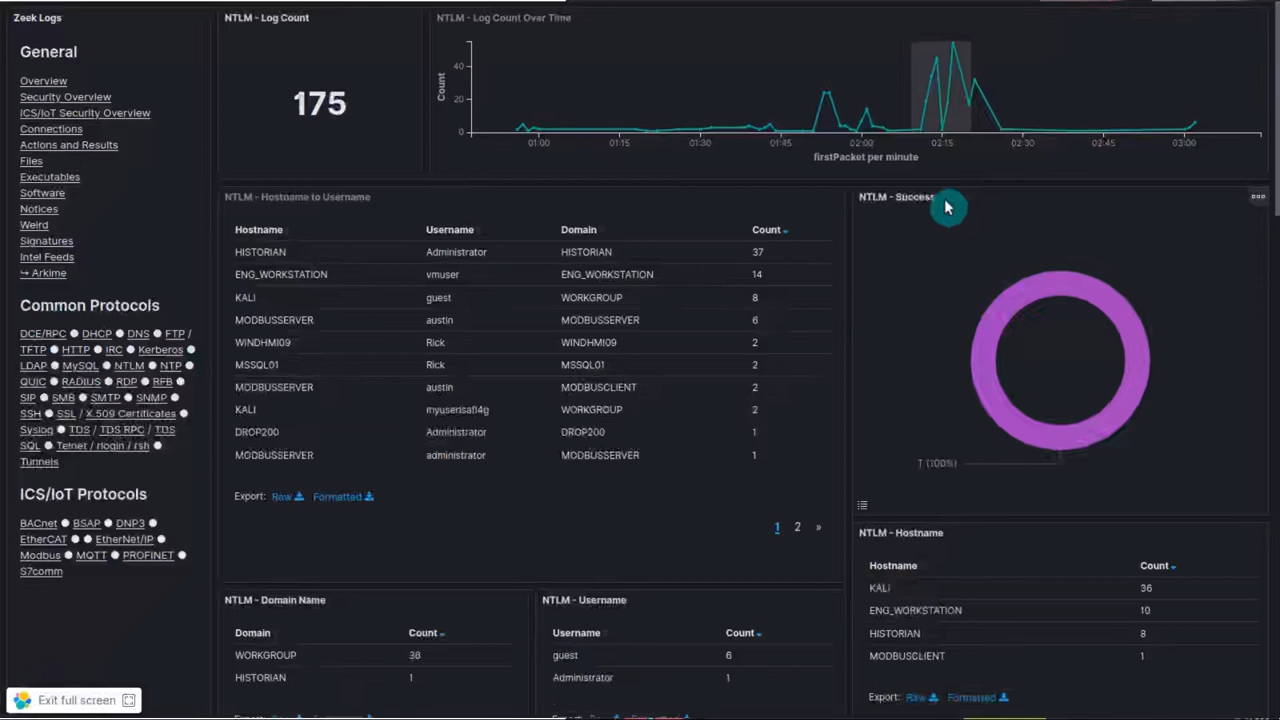 Zeek Logs
General
Overview
Security Overview
ICS/IoT Security Overview
Connections
Actions and Results
Files
Executables
Software
Notices
Weird
Signatures
Intel Feeds
↪ Arkime
Common Protocols
DCE/RPC ● DHCP ● DNS ● FTP /
TFTP ● HTTP ● IRC ● Kerberos ●
LDAP ● MySQL ● NTLM ● NTP ●
QUIC ● RADIUS ● RDP ● RFB ●
SIP ● SMB ● SMTP ● SNMP ●
SSH ● SSL / X.509 Certificates ●
Syslog ● TDS / TDS RPC / TDS
SQL ● Telnet / rlogin / rsh ●
Tunnels
ICS/IoT Protocols
BACnet ● BSAP ● DNP3 ●
EtherCAT ● ● EtherNet/IP ●
Modbus ● MQTT ● PROFINET ●
S7comm
Exit full screen
NTLM - Log Count
175
NTLM - Log Count Over Time
Count
40
20
0
01:00 01:15 01:30 01:45 02:00 02:15 02:30 02:45 03:00
firstPacket per minute
NTLM - Hostname to Username
Hostname Username Domain Count
HISTORIAN Administrator HISTORIAN 37
ENG_WORKSTATION vmuser ENG_WORKSTATION 14
KALI guest WORKGROUP 8
MODBUSSERVER austin MODBUSSERVER 6
WINDHMI09 Rick WINDHMI09 2
MSSQL01 Rick MSSQL01 2
MODBUSSERVER austin MODBUSCLIENT 2
KALI WORKGROUP 2
DROP200 Administrator DROP200 1
MODBUSSERVER administrator MODBUSSERVER 1
Export: Raw Formatted
1 2 »
NTLM - Success
T (100%)
NTLM - Hostname
Hostname Count
KALI 36
ENG_WORKSTATION 10
HISTORIAN 8
MODBUSCLIENT 1
Export: Raw Formatted
NTLM - Domain Name
Domain Count
WORKGROUP 36
HISTORIAN 1
NTLM - Username
Username Count
guest 6
Administrator 1